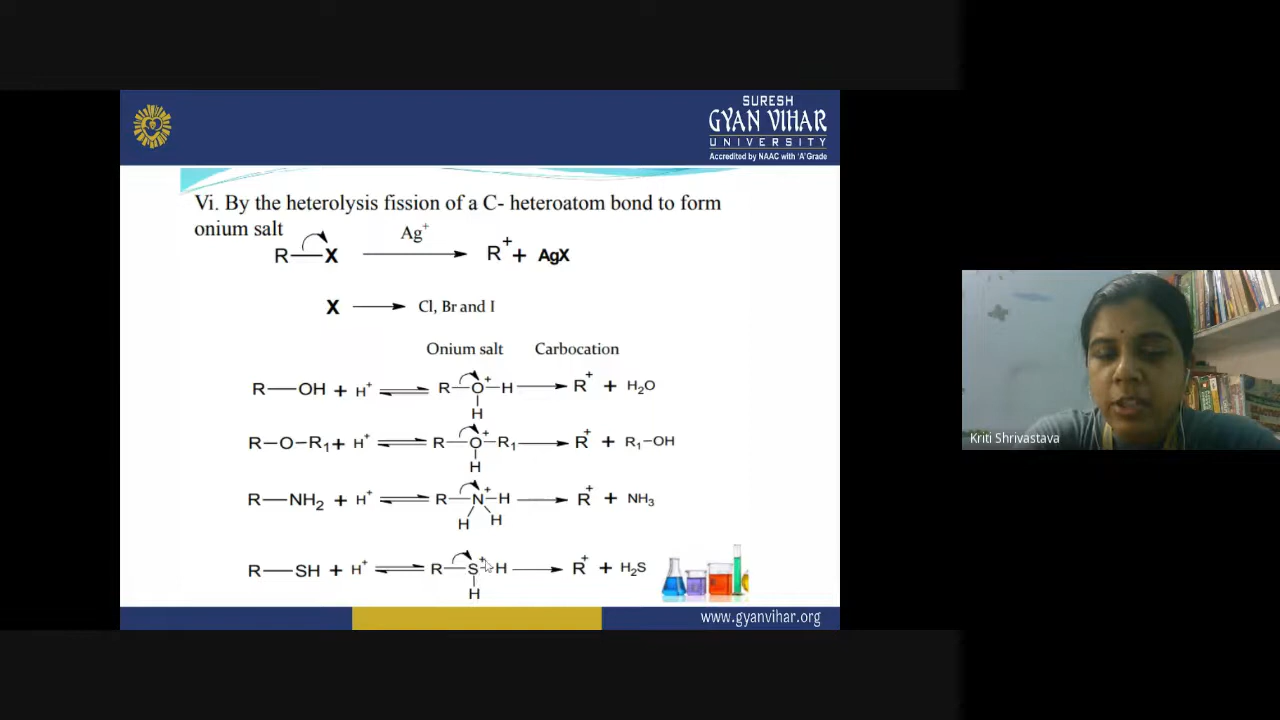 SURESH
GYAN VIHAR
UNIVERSITY
Accredited by NAAC with 'A' Grade
Vi. By the heterolysis fission of a C- heteroatom bond to form
onium salt
R—X Ag⁺ ⟶ R⁺ + AgX
X ⟶ Cl, Br and I
Onium salt Carbocation
R—OH + H⁺ ⇌ R—O⁺—H H ⟶ R⁺ + H₂O
R—O—R₁ + H⁺ ⇌ R—O⁺—R₁ H ⟶ R⁺ + R₁—OH
R—NH₂ + H⁺ ⇌ R—N⁺—H H H ⟶ R⁺ + NH₃
R—SH + H⁺ ⇌ R—S⁺—H H ⟶ R⁺ + H₂S
www.gyanvihar.org
Kriti Shrivastava